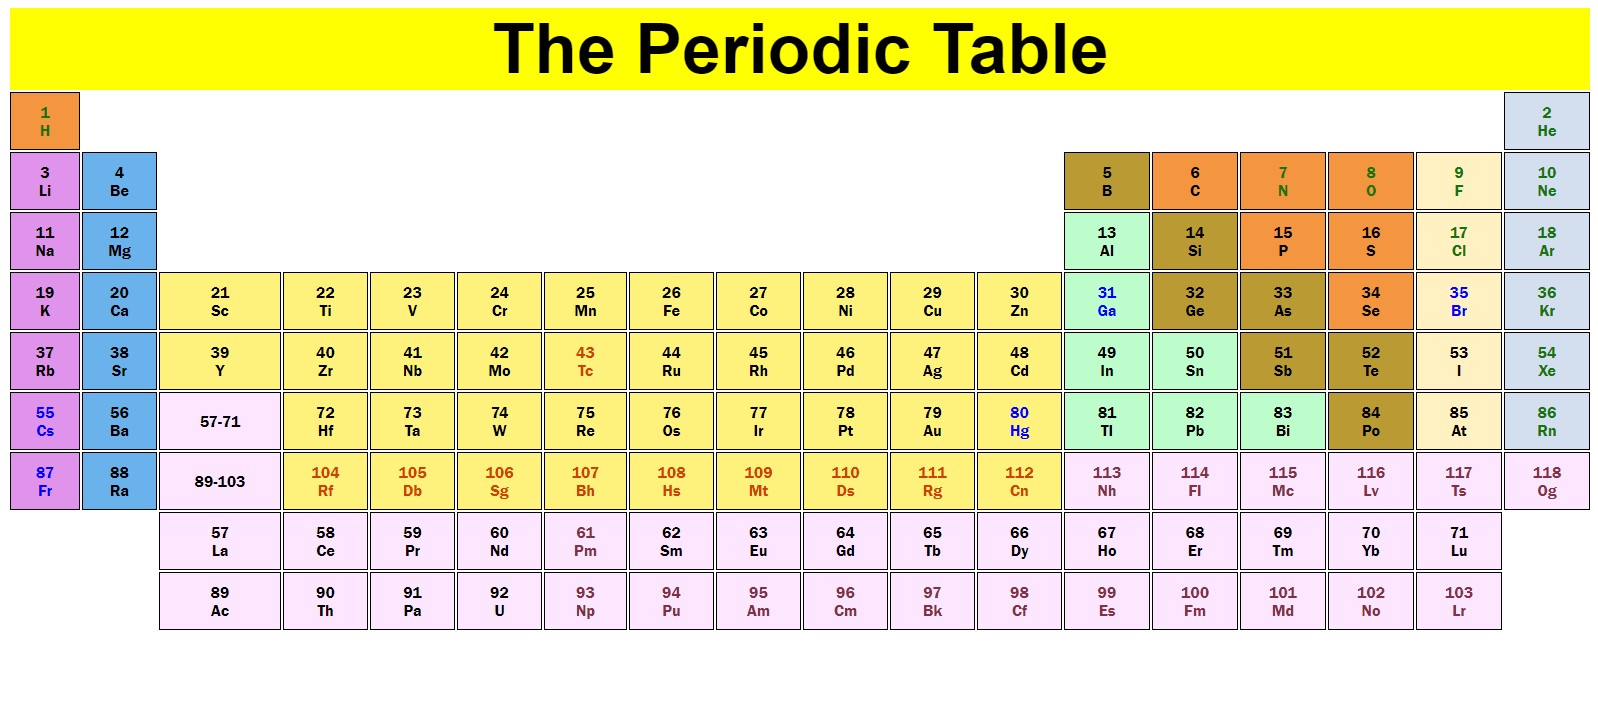 The Periodic Table
1 2
H He
3 4 5 6 7 8 9 10
Li Be B C N O F Ne
11 12 13 14 15 16 17 18
Na Mg Al Si P S Cl Ar
19 20 21 22 23 24 25 26 27 28 29 30 31 32 33 34 35 36
K Ca Sc Ti V Cr Mn Fe Co Ni Cu Zn Ga Ge As Se Br Kr
37 38 39 40 41 42 43 44 45 46 47 48 49 50 51 52 53 54
Rb Sr Y Zr Nb Mo Tc Ru Rh Pd Ag Cd In Sn Sb Te I Xe
55 56 57-71 72 73 74 75 76 77 78 79 80 81 82 83 84 85 86
Cs Ba Hf Ta W Re Os Ir Pt Au Hg Tl Pb Bi Po At Rn
87 88 89-103 104 105 106 107 108 109 110 111 112 113 114 115 116 117 118
Fr Ra Rf Db Sg Bh Hs Mt Ds Rg Cn Nh Fl Mc Lv Ts Og
57 58 59 60 61 62 63 64 65 66 67 68 69 70 71
La Ce Pr Nd Pm Sm Eu Gd Tb Dy Ho Er Tm Yb Lu
89 90 91 92 93 94 95 96 97 98 99 100 101 102 103
Ac Th Pa U Np Pu Am Cm Bk Cf Es Fm Md No Lr